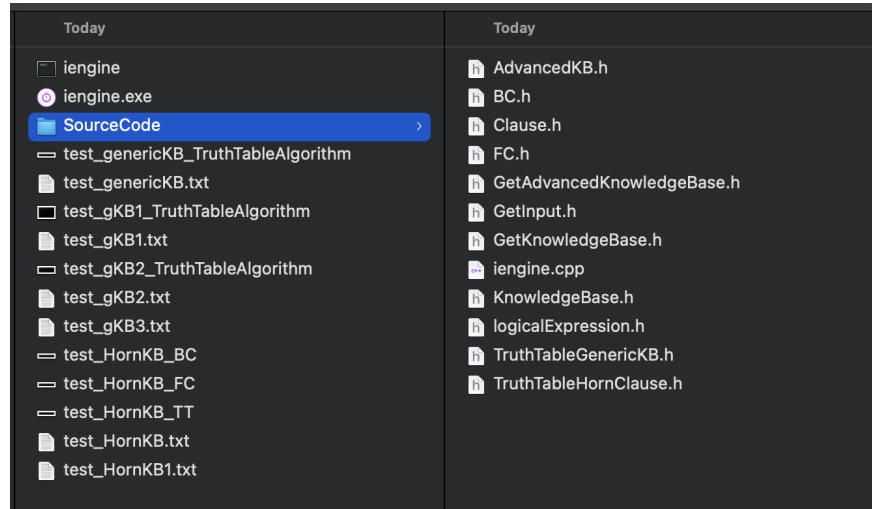 Today
iengine
iengine.exe
SourceCode
test_genericKB_TruthTableAlgorithm
test_genericKB.txt
test_gKB1_TruthTableAlgorithm
test_gKB1.txt
test_gKB2_TruthTableAlgorithm
test_gKB2.txt
test_gKB3.txt
test_HornKB_BC
test_HornKB_FC
test_HornKB_TT
test_HornKB.txt
test_HornKB1.txt
Today
AdvancedKB.h
BC.h
Clause.h
FC.h
GetAdvancedKnowledgeBase.h
GetInput.h
GetKnowledgeBase.h
iengine.cpp
KnowledgeBase.h
logicalExpression.h
TruthTableGenericKB.h
TruthTableHornClause.h